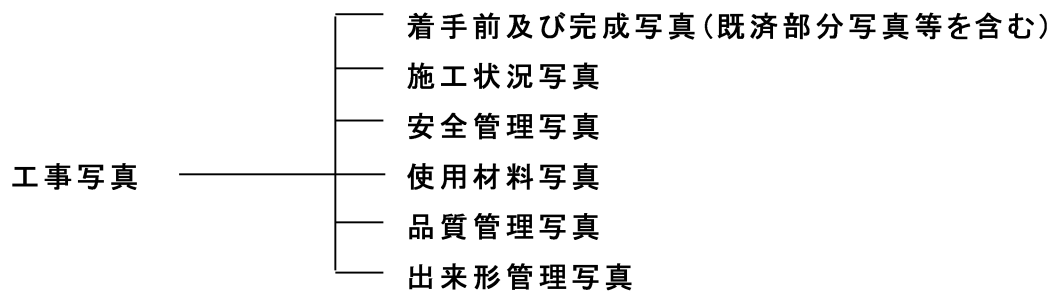 工事写真
着手前及び完成写真（既済部分写真等を含む）
施工状況写真
安全管理写真
使用材料写真
品質管理写真
出来形管理写真